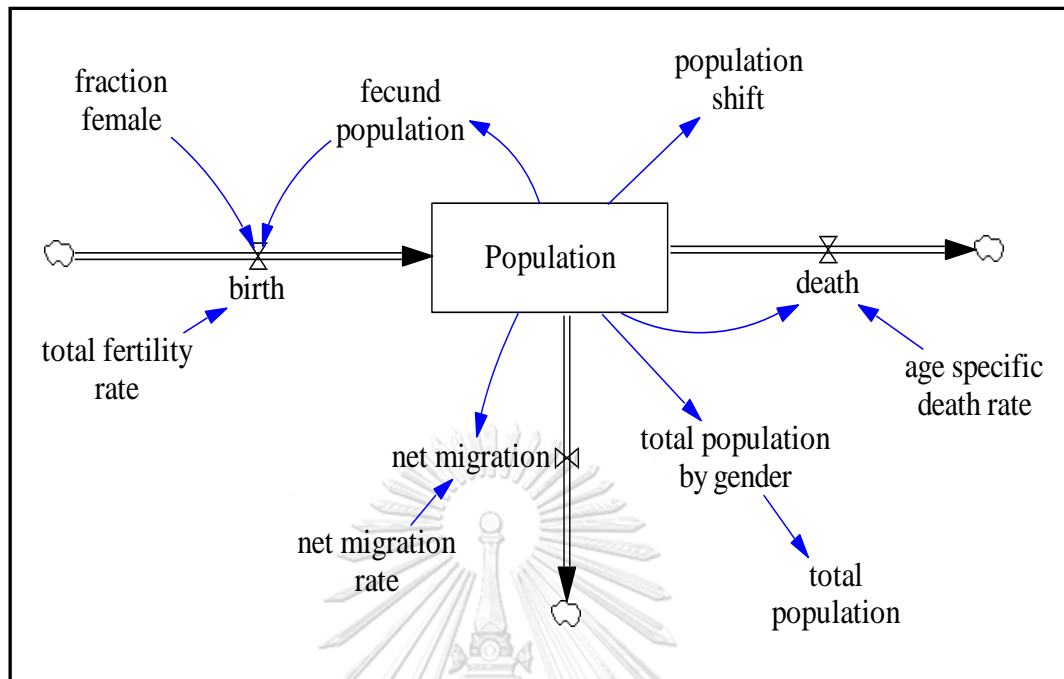 fraction
female
fecund
population
population
shift
Population
birth
death
total fertility
rate
age specific
death rate
net migration
total population
by gender
net migration
rate
total
population